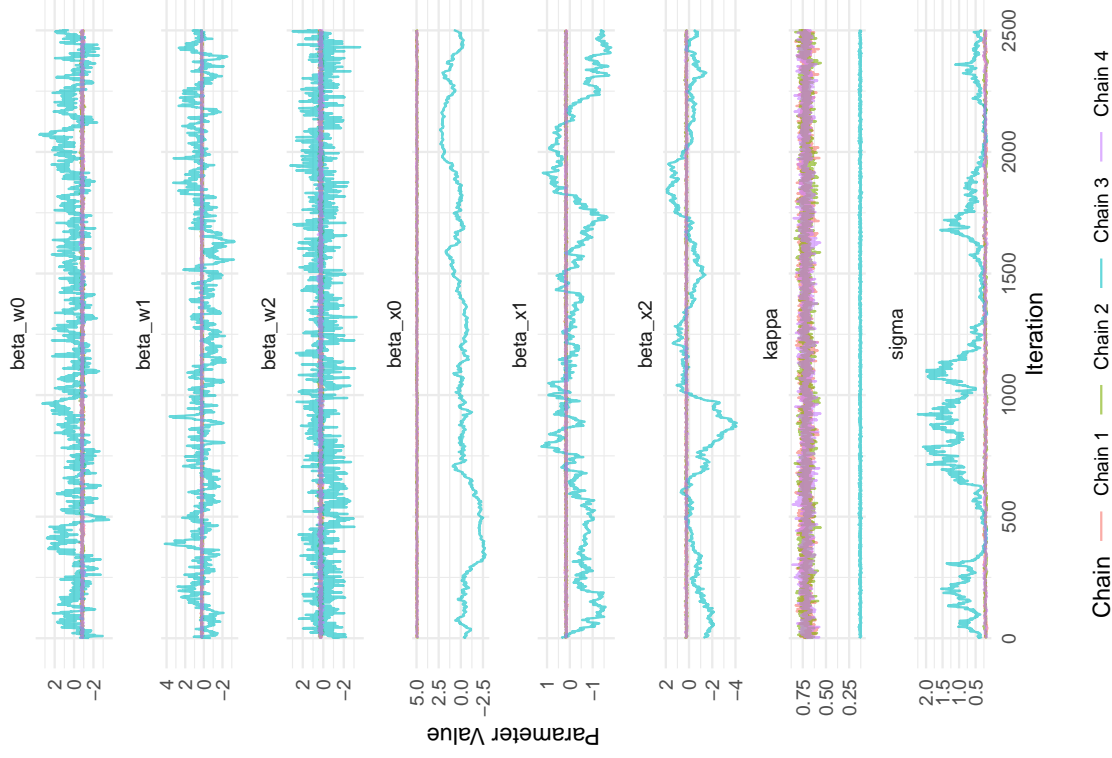 beta_w0
2
0
−2
beta_w1
4
2
0
−2
beta_w2
2
0
−2
beta_x0
5.0
2.5
0.0
−2.5
beta_x1
1
0
−1
beta_x2
2
0
−2
−4
kappa
0.75
0.50
0.25
sigma
2.0
1.5
1.0
0.5
0 500 1000 1500 2000 2500
Iteration
Parameter Value
Chain Chain 1 Chain 2 Chain 3 Chain 4